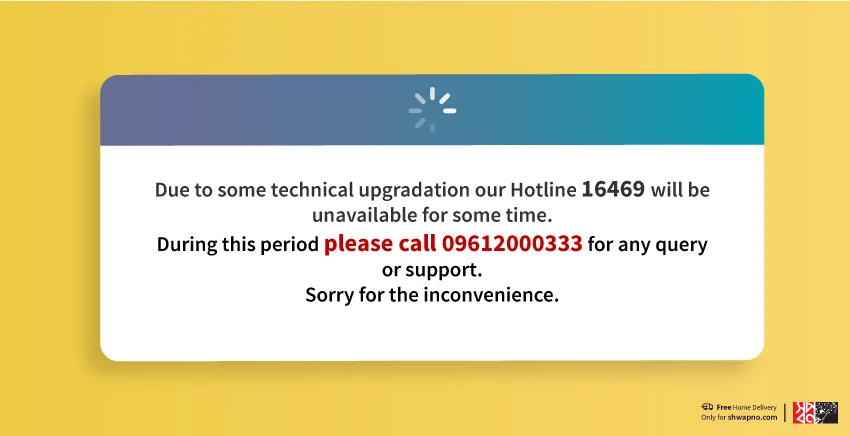 Due to some technical upgradation our Hotline 16469 will be
unavailable for some time.
During this period please call 09612000333 for any query
or support.
Sorry for the inconvenience.
Free Home Delivery
Only for shwapno.com